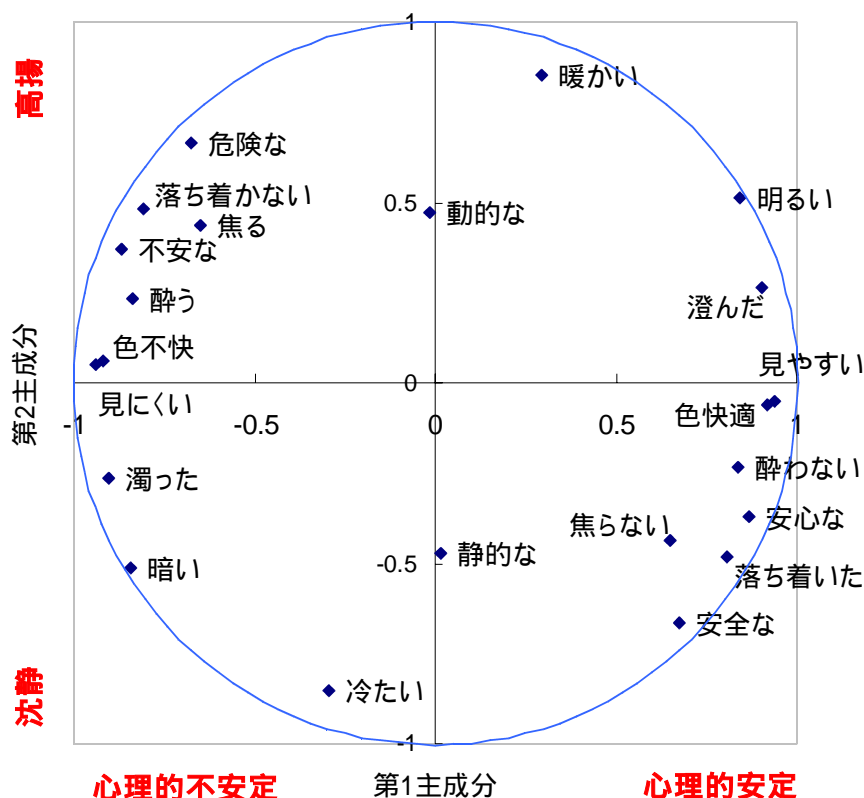 1
高揚
暖かい
危険な
落ち着かない
明るい
0.5
動的な
焦る
不安な
酔う
澄んだ
色不快
見やすい
第2主成分
0
見にくい
-1
-0.5
0
0.5
1
色快適
濁った
酔わない
安心な
焦らない
静的な
暗い
-0.5
落ち着いた
安全な
沈静
冷たい
-1
心理的不安定
第1主成分
心理的安定